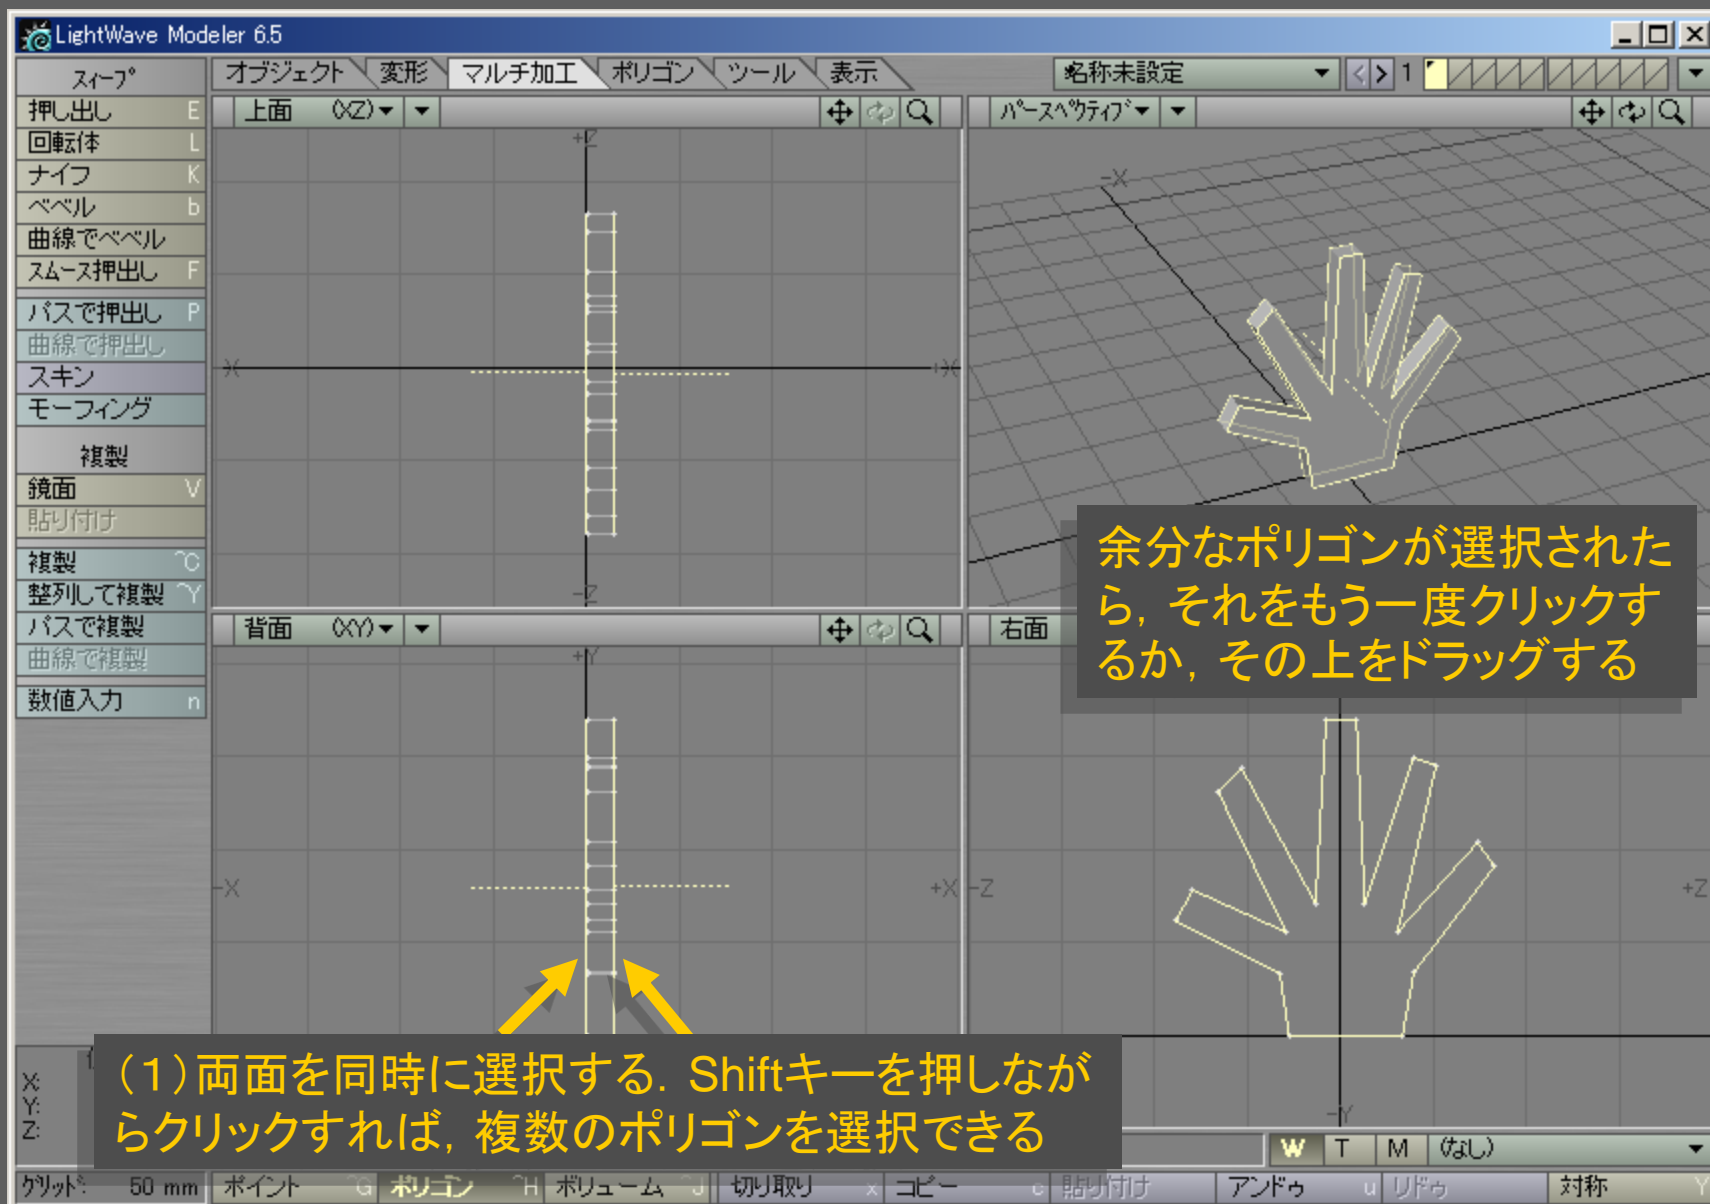 LightWave Modeler 6.5
スイープ
オブジェクト 変形 マルチ加工 ポリゴン ツール 表示
名称未設定 < > 1
押し出し E
回転体 L
ナイフ K
ベベル b
曲線でベベル
スムース押出し F
パスで押出し P
曲線で押出し
スキン
モーフィング
複製
鏡面 V
貼り付け
複製 ^C
整列して複製 ^Y
パスで複製
曲線で複製
数値入力 n
上面 (XZ)
+Z
-X
+X
-Z
パースペクティブ
-X
余分なポリゴンが選択された
ら，それをもう一度クリックす
るか，その上をドラッグする
背面 (XY)
+Y
-X
+X
右面
-Z
+Z
-Y
(1)両面を同時に選択する．Shiftキーを押しなが
らクリックすれば，複数のポリゴンを選択できる
X:
Y:
Z:
W T M (なし)
グリッド: 50 mm
ポイント ^G ポリゴン ^H ボリューム ^J 切り取り x コピー c 貼り付け アンドゥ u リドゥ 対称 Y